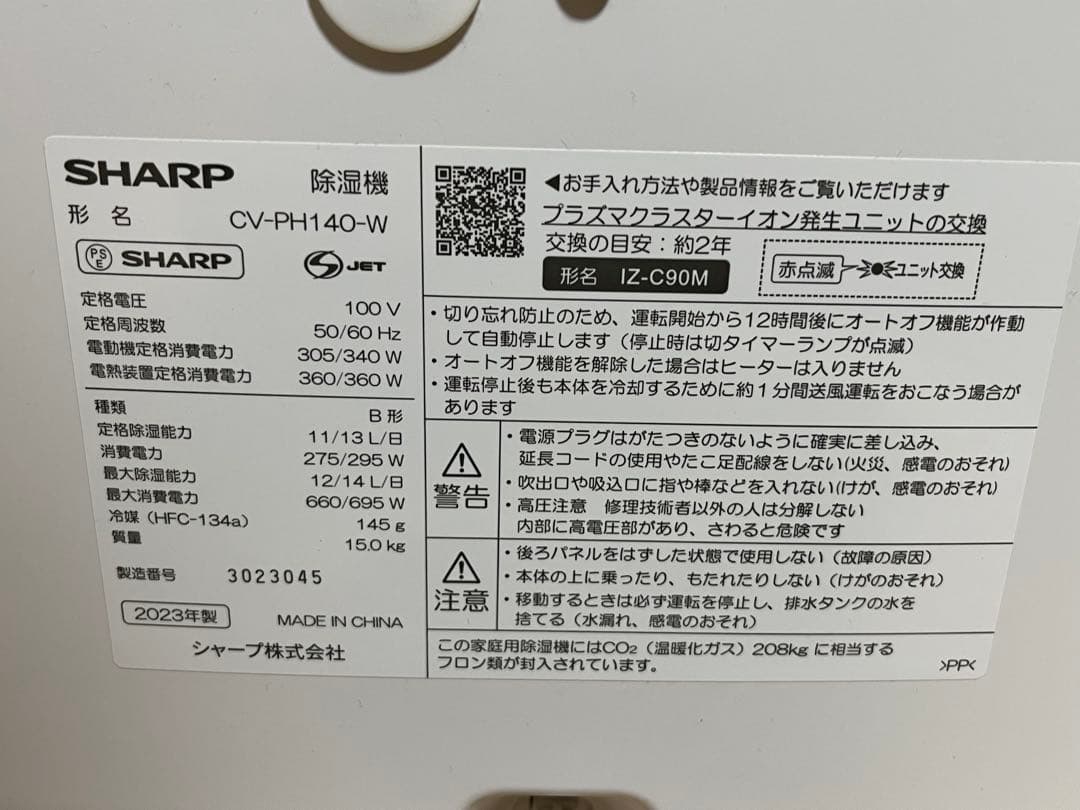 SHARP 除湿機
形名 CV-PH140-W
PSE SHARP S JET
定格電圧 100 V
定格周波数 50/60 Hz
電動機定格消費電力 305/340 W
電熱装置定格消費電力 360/360 W
種類 B 形
定格除湿能力 11/13 L/日
消費電力 275/295 W
最大除湿能力 12/14 L/日
最大消費電力 660/695 W
冷媒(HFC-134a) 145 g
質量 15.0 kg
製造番号 3023045
2023年製 MADE IN CHINA
シャープ株式会社
◀お手入れ方法や製品情報をご覧いただけます
プラズマクラスターイオン発生ユニットの交換
交換の目安:約2年
形名 IZ-C90M
赤点滅 ユニット交換
・切り忘れ防止のため、運転開始から12時間後にオートオフ機能が作動
して自動停止します(停止時は切タイマーランプが点滅)
・オートオフ機能を解除した場合はヒーターは入りません
・運転停止後も本体を冷却するために約1分間送風運転をおこなう場合が
あります
警告
・電源プラグはがたつきのないように確実に差し込み、
延長コードの使用やたこ足配線をしない(火災、感電のおそれ)
・吹出口や吸込口に指や棒などを入れない(けが、感電のおそれ)
・高圧注意 修理技術者以外の人は分解しない
内部に高電圧部があり、さわると危険です
注意
・後ろパネルをはずした状態で使用しない(故障の原因)
・本体の上に乗ったり、もたれたりしない(けがのおそれ)
・移動するときは必ず運転を停止し、排水タンクの水を
捨てる(水漏れ、感電のおそれ)
この家庭用除湿機にはCO₂(温暖化ガス)208kgに相当する
フロン類が封入されています。
>PP<